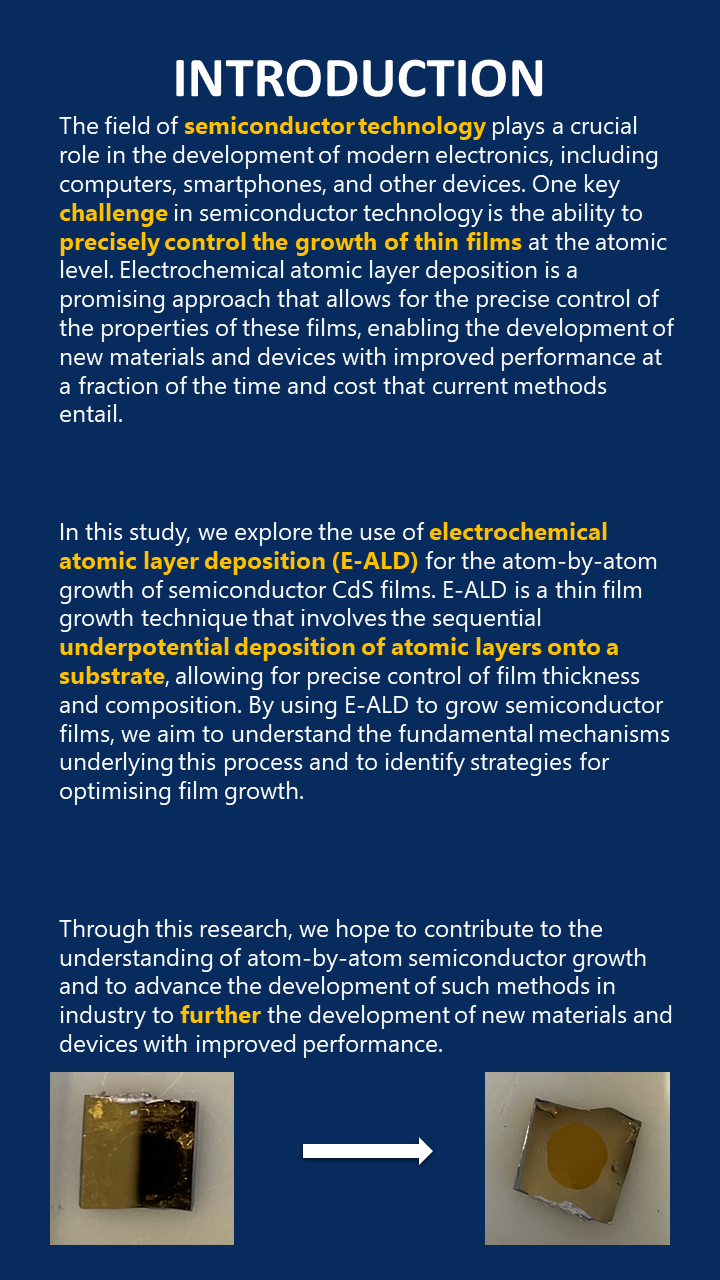 INTRODUCTION
The field of semiconductor technology plays a crucial
role in the development of modern electronics, including
computers, smartphones, and other devices. One key
challenge in semiconductor technology is the ability to
precisely control the growth of thin films at the atomic
level. Electrochemical atomic layer deposition is a
promising approach that allows for the precise control of
the properties of these films, enabling the development of
new materials and devices with improved performance at
a fraction of the time and cost that current methods
entail.
In this study, we explore the use of electrochemical
atomic layer deposition (E-ALD) for the atom-by-atom
growth of semiconductor CdS films. E-ALD is a thin film
growth technique that involves the sequential
underpotential deposition of atomic layers onto a
substrate, allowing for precise control of film thickness
and composition. By using E-ALD to grow semiconductor
films, we aim to understand the fundamental mechanisms
underlying this process and to identify strategies for
optimising film growth.
Through this research, we hope to contribute to the
understanding of atom-by-atom semiconductor growth
and to advance the development of such methods in
industry to further the development of new materials and
devices with improved performance.